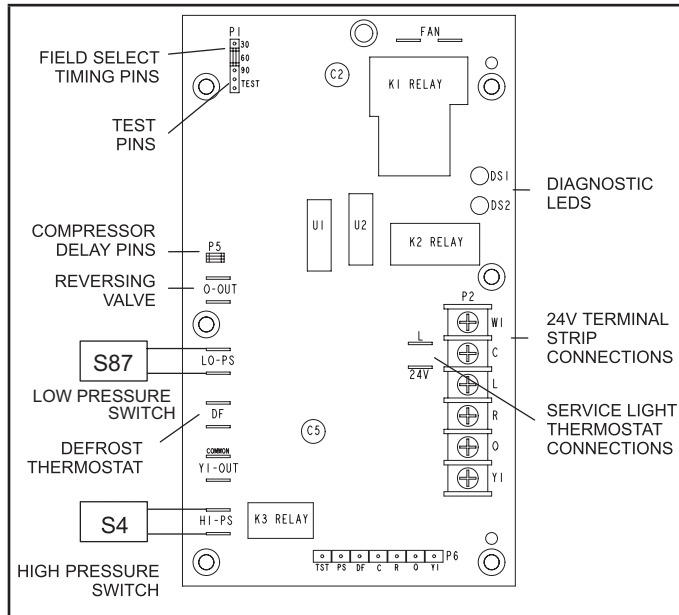 P1
30
60
90
TEST
FIELD SELECT
TIMING PINS
TEST
PINS
FAN
C2
K1 RELAY
DS1
DS2
DIAGNOSTIC
LEDS
U1
U2
K2 RELAY
COMPRESSOR
DELAY PINS
P5
REVERSING
VALVE
O-OUT
P2
W1
C
L
R
O
Y1
24V TERMINAL
STRIP
CONNECTIONS
L
24V
SERVICE LIGHT
THERMOSTAT
CONNECTIONS
S87
LO-PS
LOW PRESSURE
SWITCH
DF
DEFROST
THERMOSTAT
COMMON
Y1-OUT
C5
S4
HI-PS
K3 RELAY
HIGH PRESSURE
SWITCH
P6
TST PS DF C R O Y1